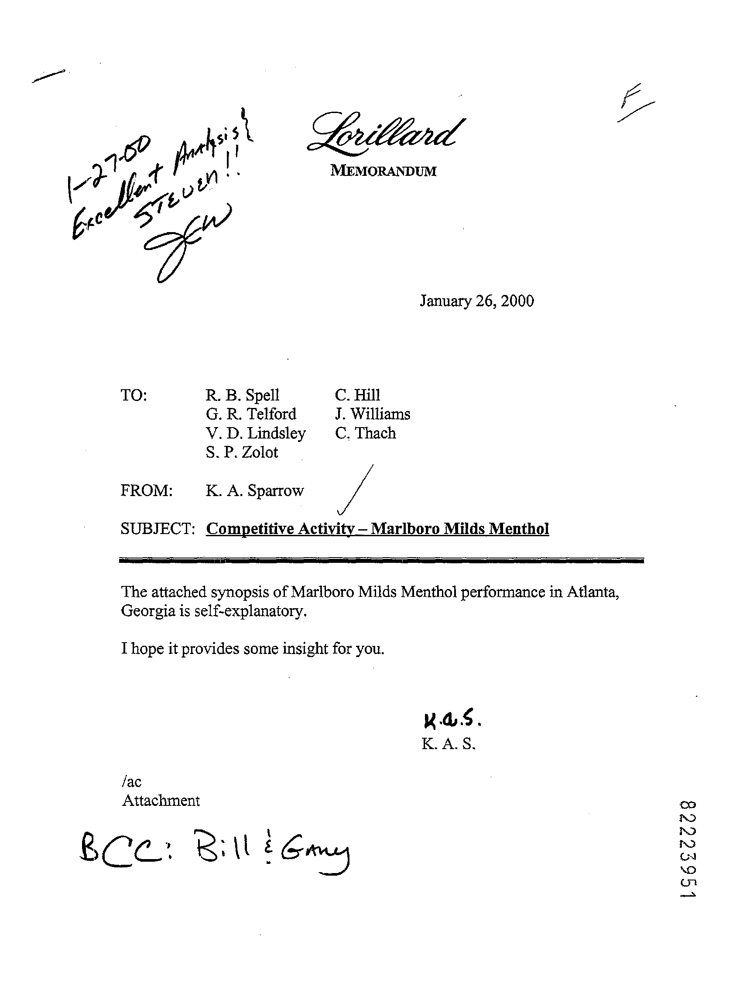 F
1-27-00
Excellent Analysis!
STEVEN!!
JEW
Lorillard
MEMORANDUM
January 26, 2000
TO: R. B. Spell C. Hill
G. R. Telford J. Williams
V. D. Lindsley C. Thach
S. P. Zolot
FROM: K. A. Sparrow
SUBJECT: Competitive Activity – Marlboro Milds Menthol
The attached synopsis of Marlboro Milds Menthol performance in Atlanta,
Georgia is self-explanatory.
I hope it provides some insight for you.
K.A.S.
K. A. S.
/ac
Attachment
BCC: Bill & Gary
82223951